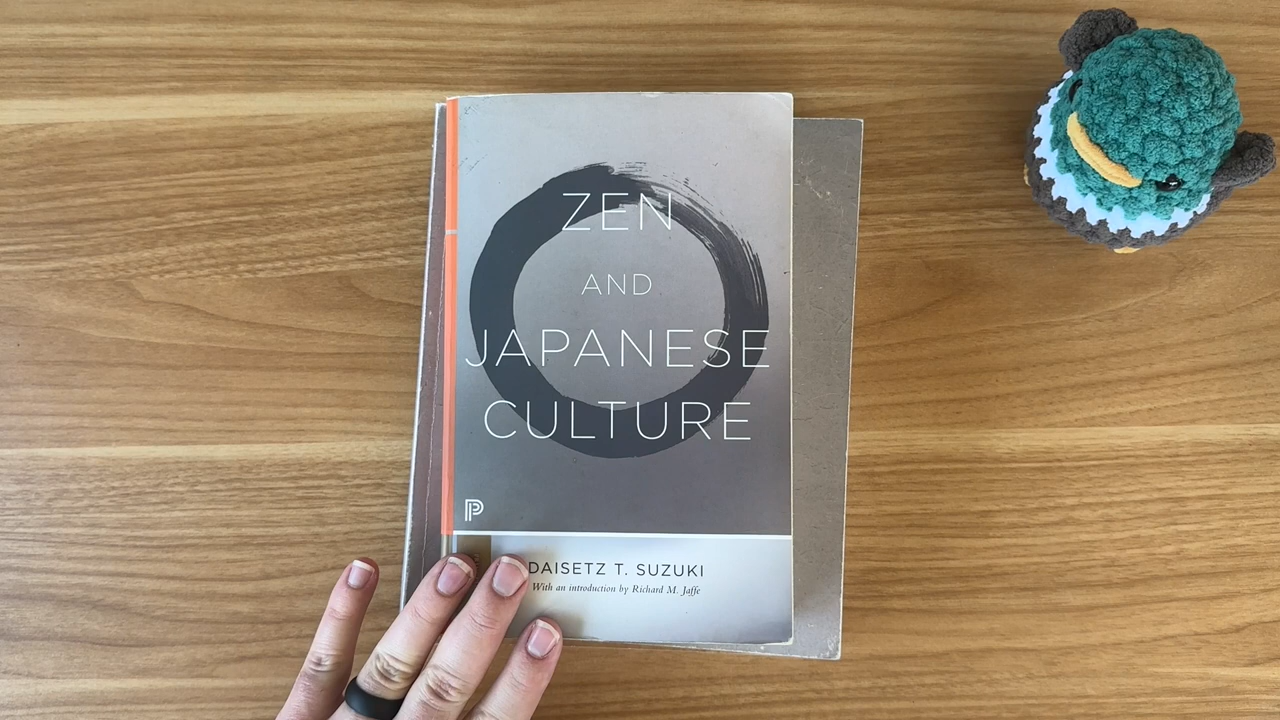 ZEN
AND
JAPANESE
CULTURE
DAISETZ T. SUZUKI
With an introduction by Richard M. Jaffe